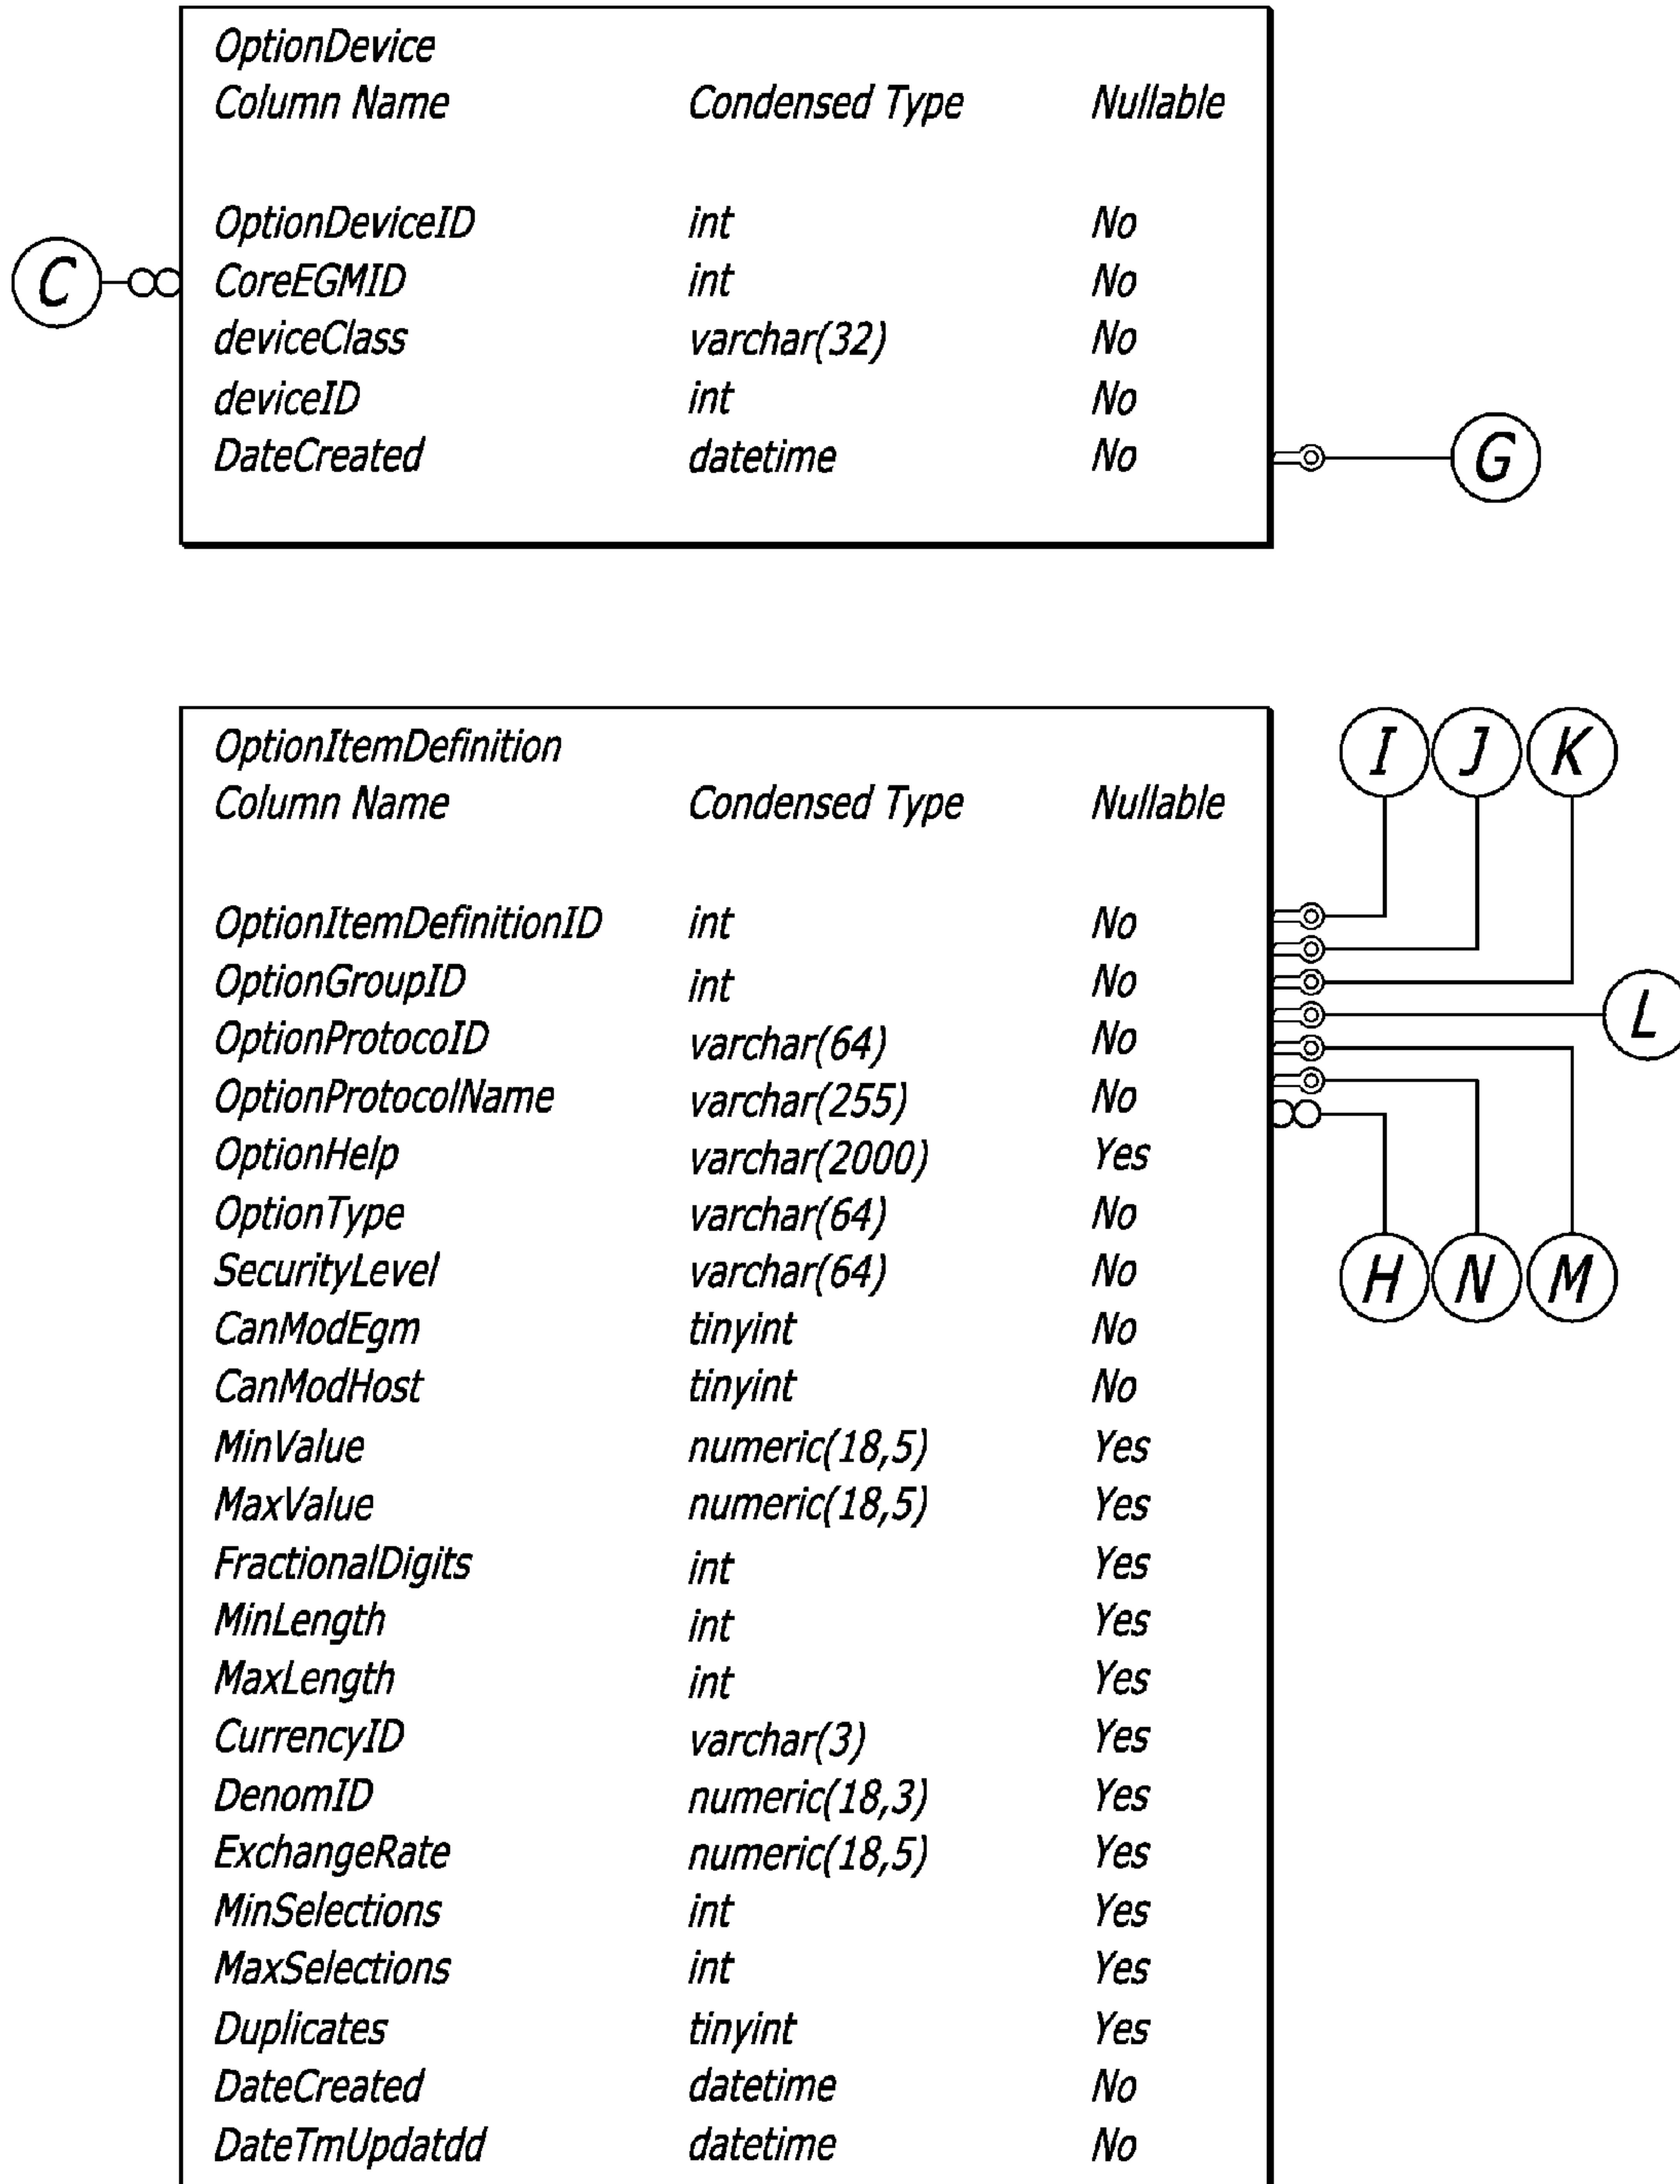 OptionDevice
Column Name Condensed Type Nullable
OptionDeviceID int No
C CoreEGMID int No
deviceClass varchar(32) No
deviceID int No
DateCreated datetime No G
OptionItemDefinition I J K
Column Name Condensed Type Nullable
OptionItemDefinitionID int No
OptionGroupID int No
OptionProtocoID varchar(64) No L
OptionProtocolName varchar(255) No
OptionHelp varchar(2000) Yes
OptionType varchar(64) No
SecurityLevel varchar(64) No H N M
CanModEgm tinyint No
CanModHost tinyint No
MinValue numeric(18,5) Yes
MaxValue numeric(18,5) Yes
FractionalDigits int Yes
MinLength int Yes
MaxLength int Yes
CurrencyID varchar(3) Yes
DenomID numeric(18,3) Yes
ExchangeRate numeric(18,5) Yes
MinSelections int Yes
MaxSelections int Yes
Duplicates tinyint Yes
DateCreated datetime No
DateTmUpdatdd datetime No